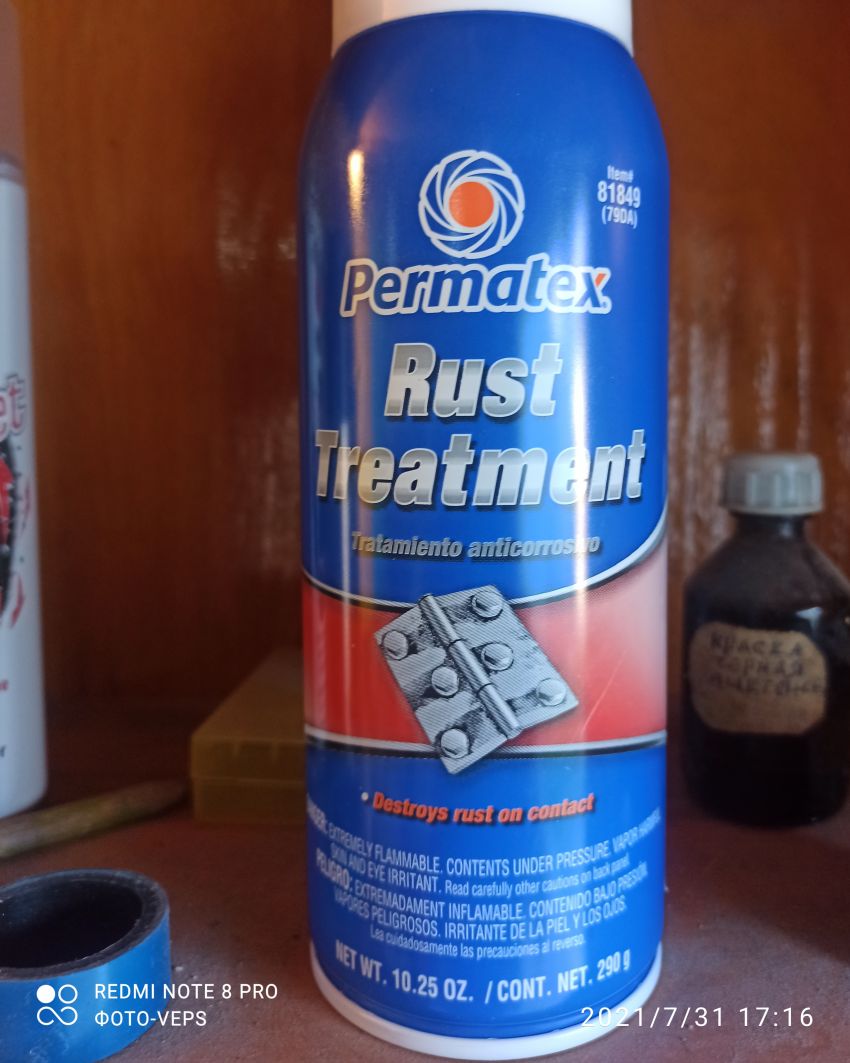 Item#
81849
(79DA)
Permatex
Rust
Treatment
Tratamiento anticorrosivo
• Destroys rust on contact
EXTREMELY FLAMMABLE. CONTENTS UNDER PRESSURE. VAPOR
SKIN AND EYE IRRITANT. Read carefully other cautions on back panel.
PELIGRO: EXTREMADAMENT INFLAMABLE. CONTENIDO BAJO PRESIÓN.
VAPORES PELIGROSOS. IRRITANTE DE LA PIEL Y LOS OJOS.
Lea cuidadosamente las precauciones al reverso.
NET WT. 10.25 OZ. / CONT. NET. 290 g
КРАСКА
ЧЕРНАЯ
et
REDMI NOTE 8 PRO
ФОТО-VEPS
2021/7/31 17:16